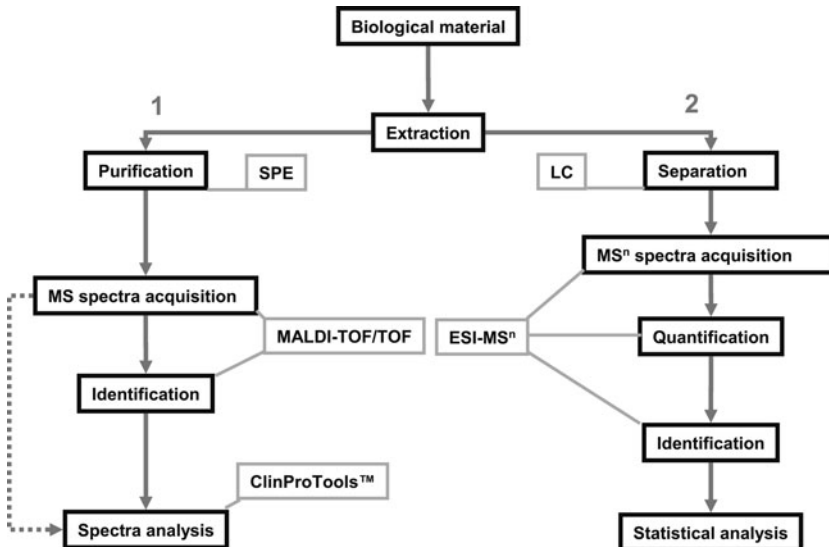 Biological material
1
2
Extraction
Purification
SPE
LC
Separation
MSⁿ spectra acquisition
MS spectra acquisition
MALDI-TOF/TOF
ESI-MSⁿ
Quantification
Identification
Identification
ClinProTools™
Spectra analysis
Statistical analysis